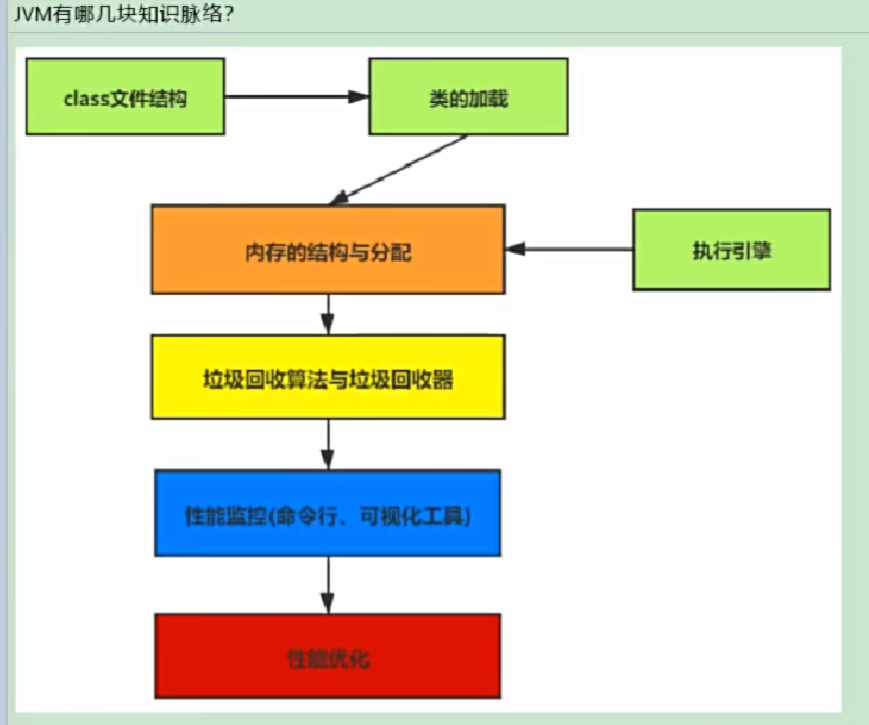 JVM有哪几块知识脉络?
class文件结构
类的加载
内存的结构与分配
执行引擎
垃圾回收算法与垃圾回收器
性能监控(命令行、可视化工具)
性能优化